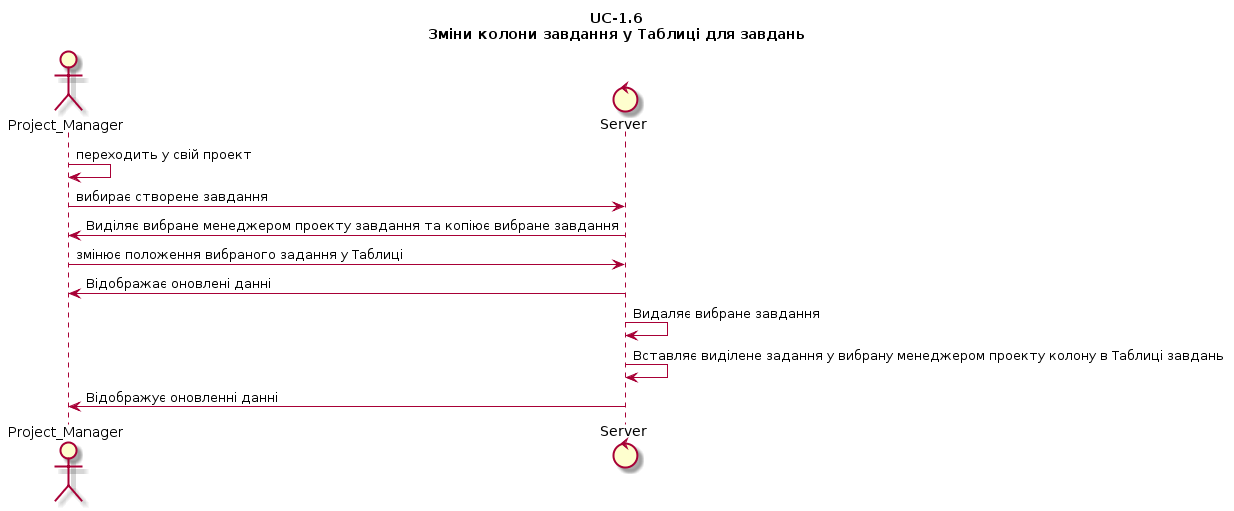 UC-1.6
Зміни колони завдання у Таблиці для завдань
Project_Manager
Server
переходить у свій проект
вибирає створене завдання
Виділяє вибране менеджером проекту завдання та копіює вибране завдання
змінює положення вибраного задання у Таблиці
Відображає оновлені данні
Видаляє вибране завдання
Вставляє виділене задання у вибрану менеджером проекту колону в Таблиці завдань
Відображує оновленні данні
Project_Manager
Server